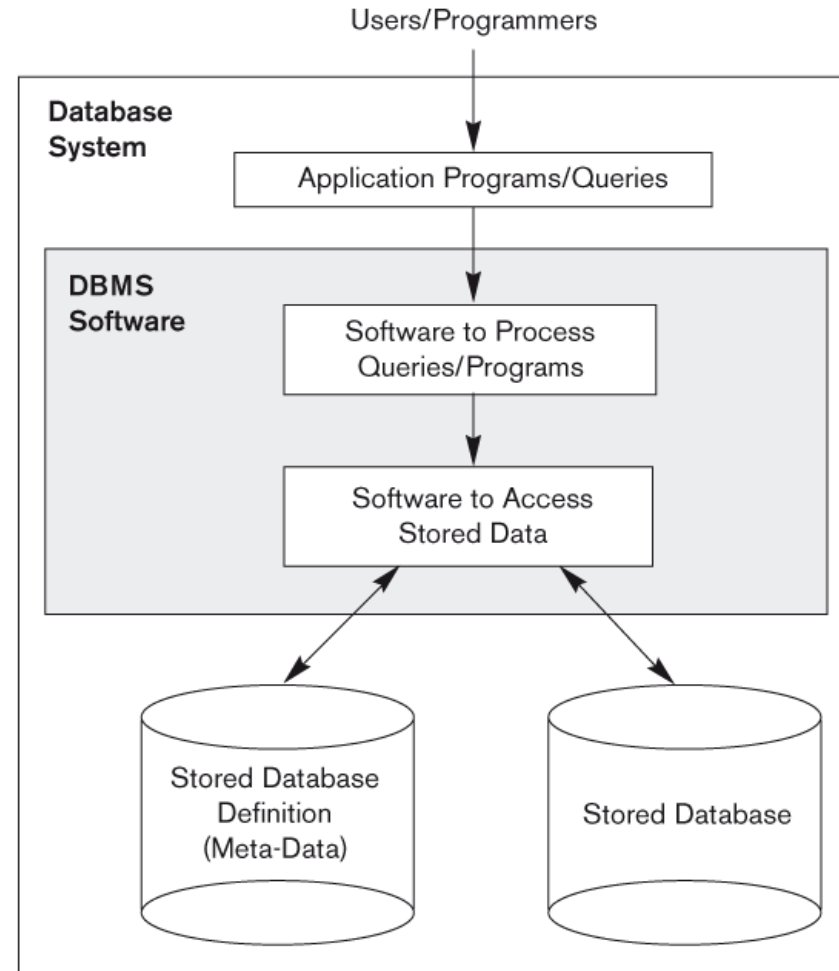 Users/Programmers
Database
System
Application Programs/Queries
DBMS
Software
Software to Process
Queries/Programs
Software to Access
Stored Data
Stored Database
Definition
(Meta-Data)
Stored Database